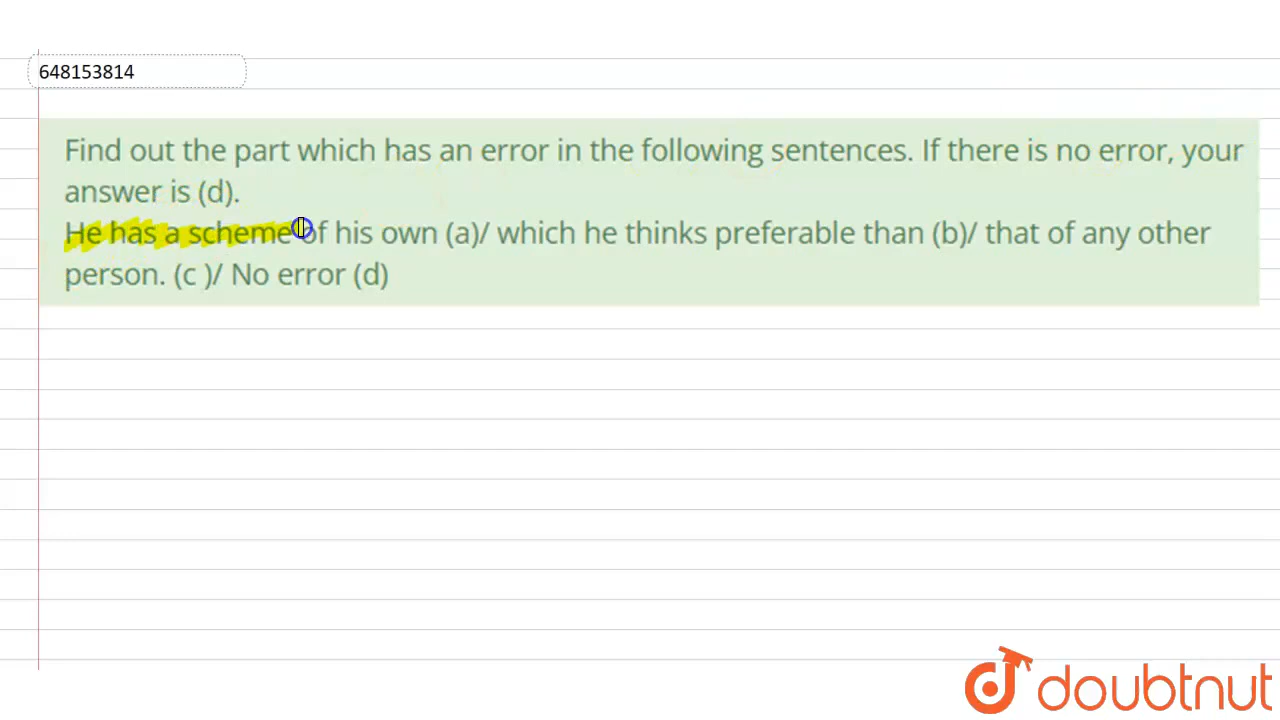 648153814
Find out the part which has an error in the following sentences. If there is no error, your
answer is (d).
He has a scheme of his own (a)/ which he thinks preferable than (b)/ that of any other
person. (c )/ No error (d)
doubtnut